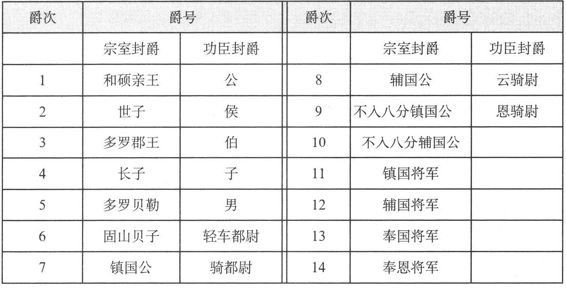 爵次 爵号 爵次 爵号
宗室封爵 功臣封爵 宗室封爵 功臣封爵
1 和硕亲王 公 8 辅国公 云骑尉
2 世子 侯 9 不入八分镇国公 恩骑尉
3 多罗郡王 伯 10 不入八分辅国公
4 长子 子 11 镇国将军
5 多罗贝勒 男 12 辅国将军
6 固山贝子 轻车都尉 13 奉国将军
7 镇国公 骑都尉 14 奉恩将军